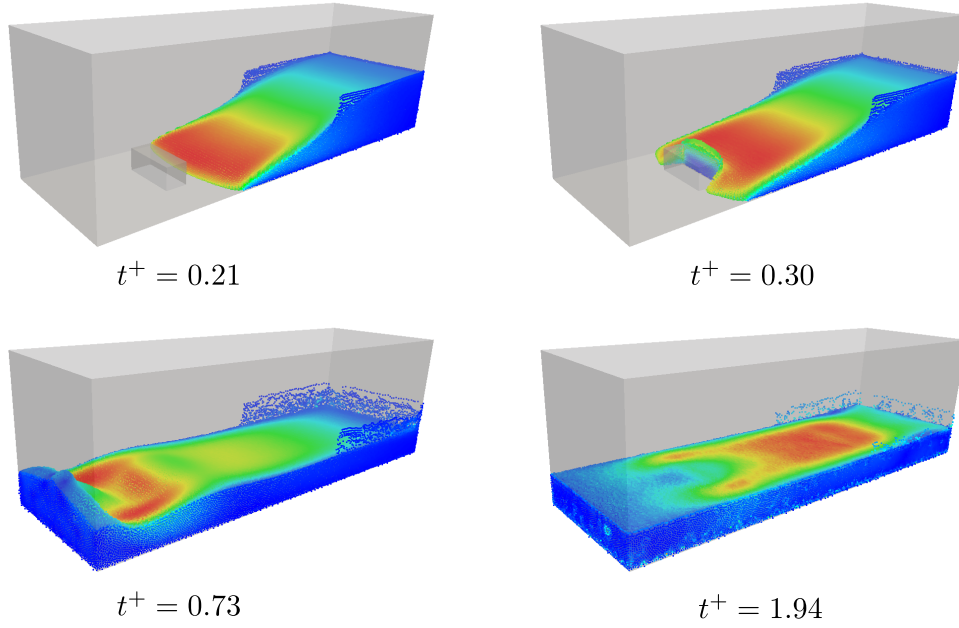 t⁺ = 0.21
t⁺ = 0.30
t⁺ = 0.73
t⁺ = 1.94